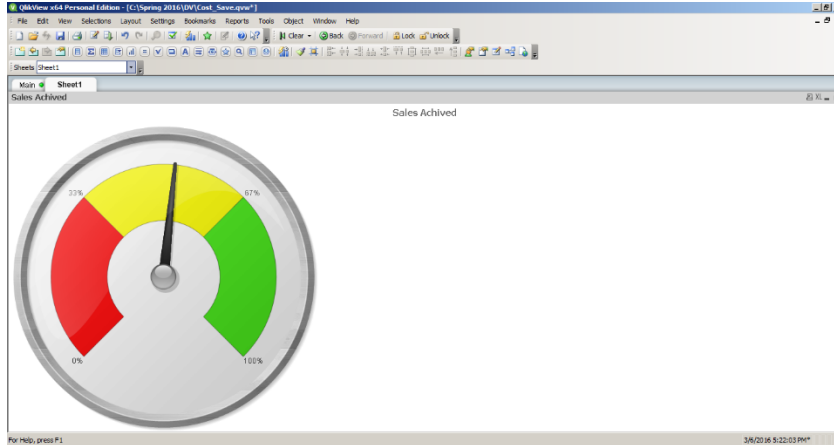 QlikView x64 Personal Edition - [C:\Spring 2016\DV\Cost_Save.qvw*]
File Edit View Selections Layout Settings Bookmarks Reports Tools Object Window Help
Clear Back Forward Lock Unlock
Sheets Sheet1
Main Sheet1
Sales Achived XL
Sales Achived
33% 67%
0% 100%
For Help, press F1 3/6/2016 5:22:03 PM*